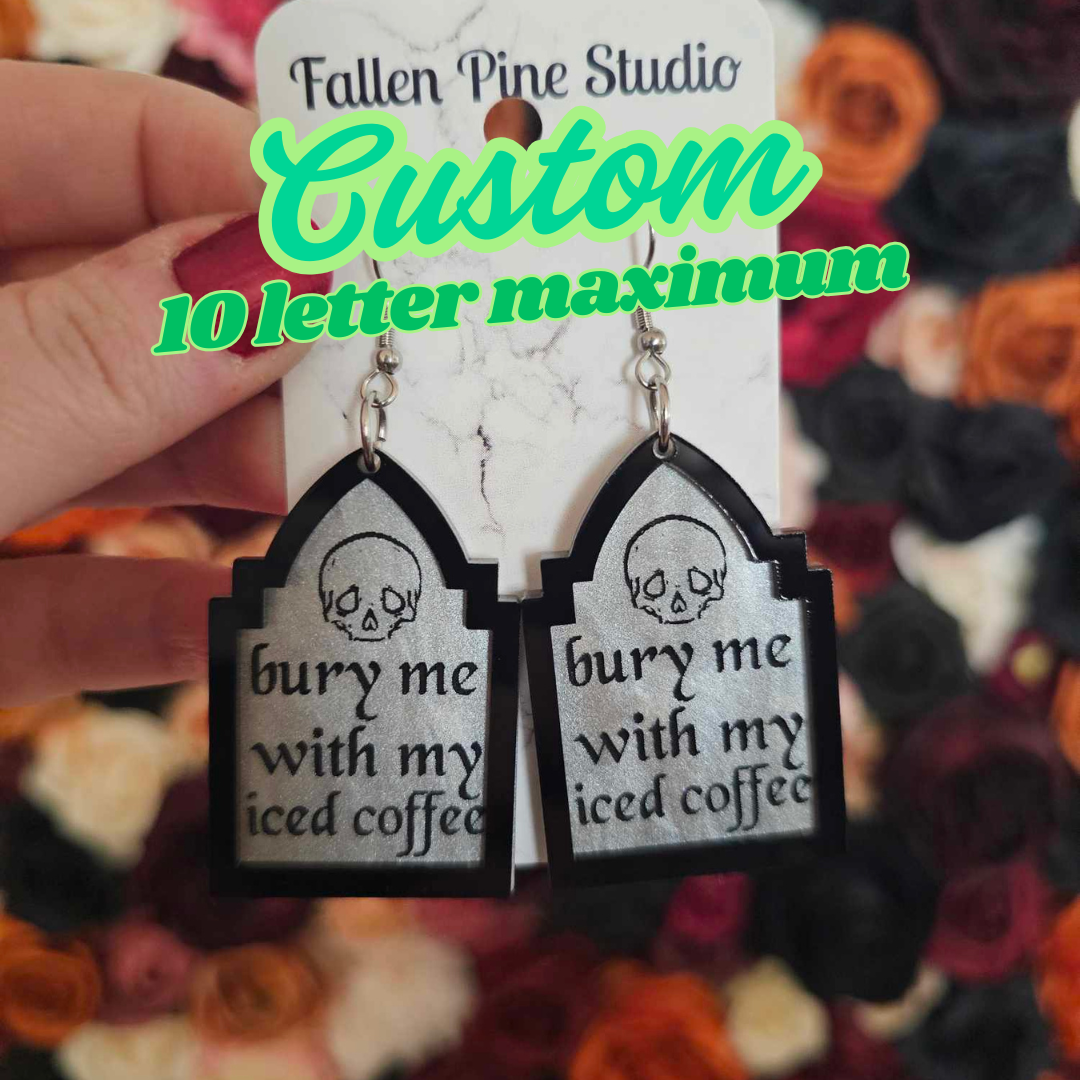 Fallen Pine Studio
Custom
10 letter maximum
bury me
with my
iced coffee
bury me
with my
iced coffee